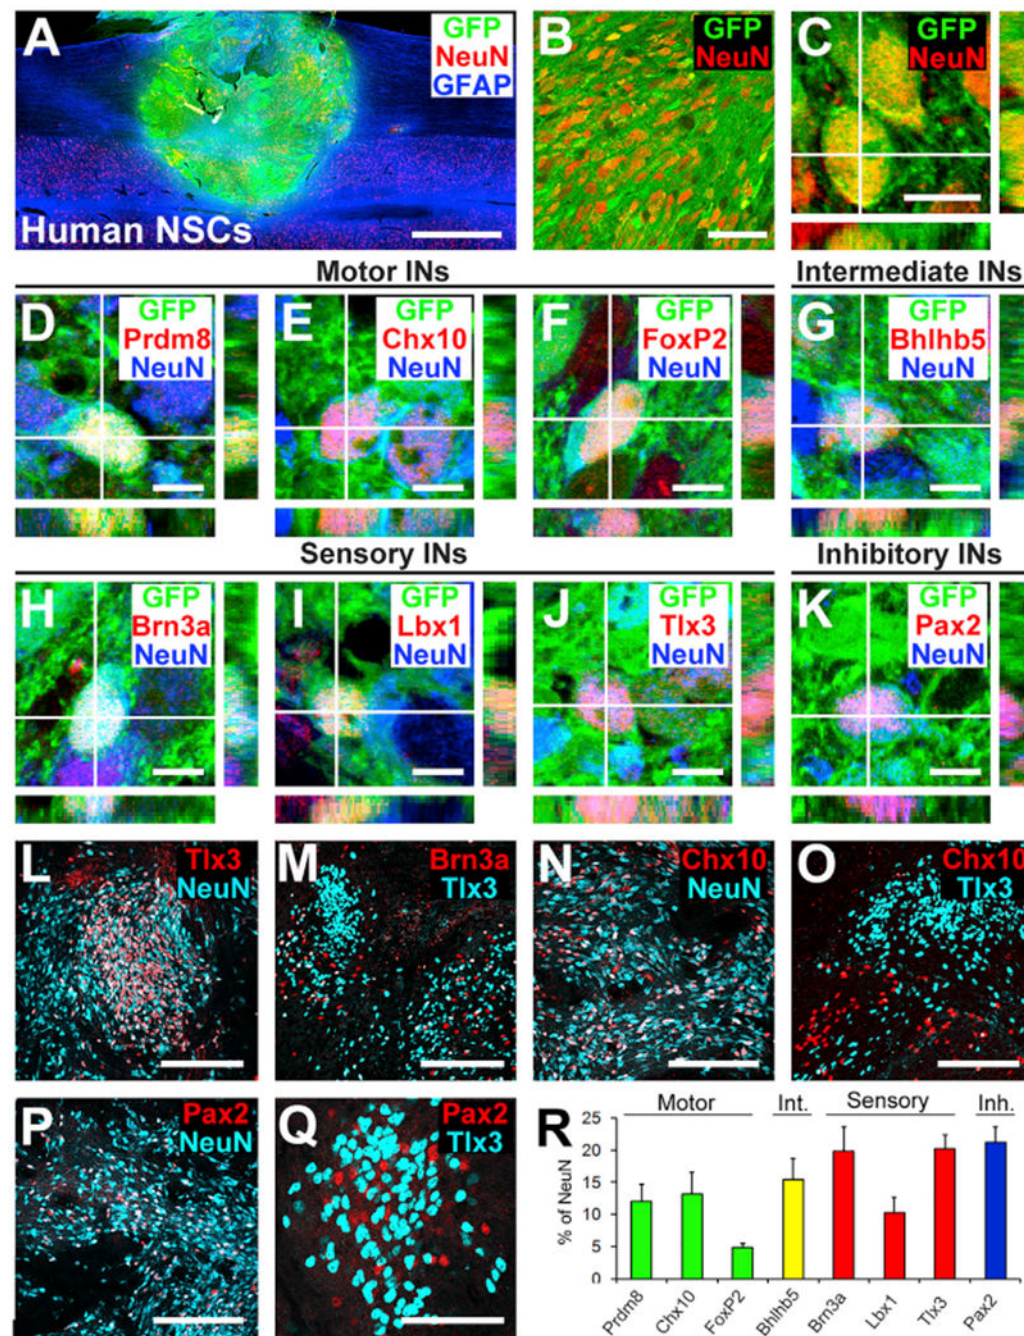 A
GFP
NeuN
GFAP
Human NSCs
B
GFP
NeuN
C
GFP
NeuN
Motor INs
Intermediate INs
D
GFP
Prdm8
NeuN
E
GFP
Chx10
NeuN
F
GFP
FoxP2
NeuN
G
GFP
Bhlhb5
NeuN
Sensory INs
Inhibitory INs
H
GFP
Brn3a
NeuN
I
GFP
Lbx1
NeuN
J
GFP
Tlx3
NeuN
K
GFP
Pax2
NeuN
L
Tlx3
NeuN
M
Brn3a
Tlx3
N
Chx10
NeuN
O
Chx10
Tlx3
P
Pax2
NeuN
Q
Pax2
Tlx3
R
Motor
Int.
Sensory
Inh.
% of NeuN
25
20
15
10
5
0
Prdm8
Chx10
FoxP2
Bhlhb5
Brn3a
Lbx1
Tlx3
Pax2